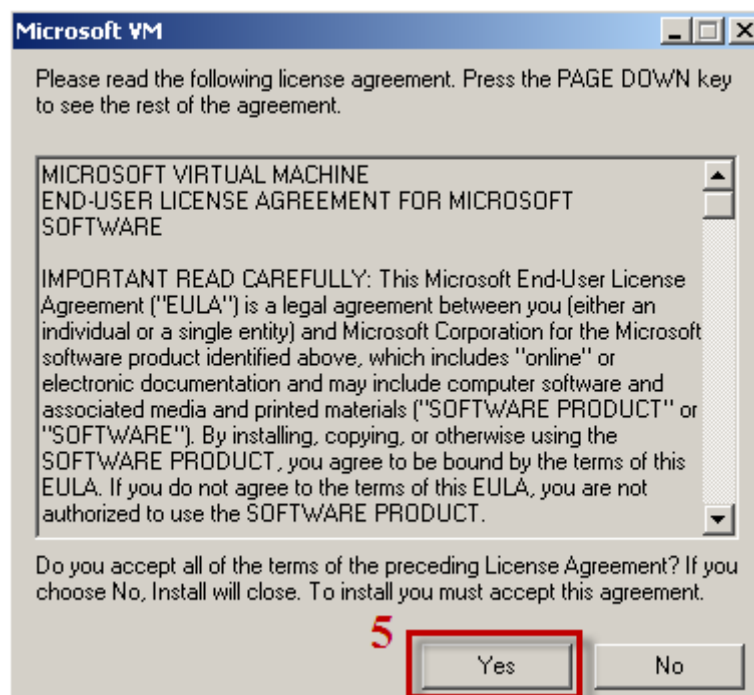 Microsoft VM
Please read the following license agreement. Press the PAGE DOWN key
to see the rest of the agreement.
MICROSOFT VIRTUAL MACHINE
END-USER LICENSE AGREEMENT FOR MICROSOFT
SOFTWARE
IMPORTANT READ CAREFULLY: This Microsoft End-User License
Agreement ("EULA") is a legal agreement between you (either an
individual or a single entity) and Microsoft Corporation for the Microsoft
software product identified above, which includes "online" or
electronic documentation and may include computer software and
associated media and printed materials ("SOFTWARE PRODUCT" or
"SOFTWARE"). By installing, copying, or otherwise using the
SOFTWARE PRODUCT, you agree to be bound by the terms of this
EULA. If you do not agree to the terms of this EULA, you are not
authorized to use the SOFTWARE PRODUCT.
Do you accept all of the terms of the preceding License Agreement? If you
choose No, Install will close. To install you must accept this agreement.
5
Yes No